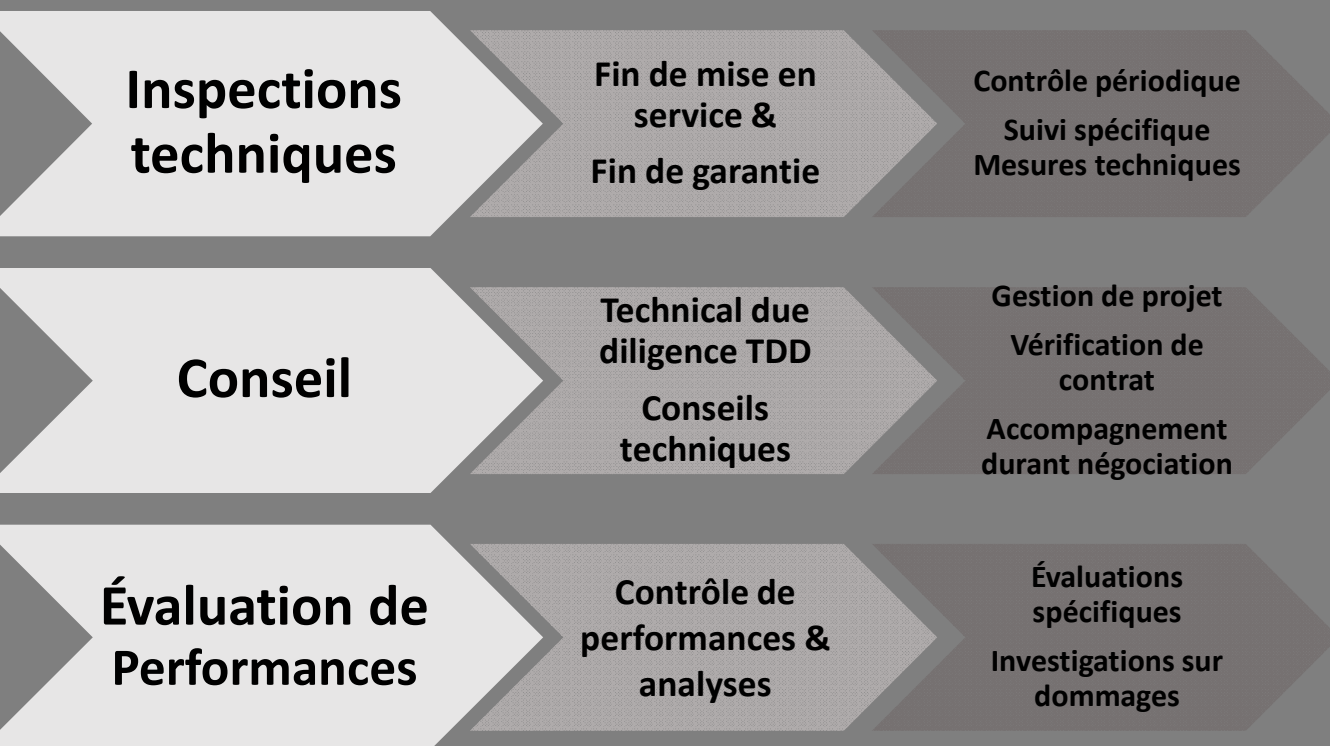 Inspections
techniques
Fin de mise en
service &
Fin de garantie
Contrôle périodique
Suivi spécifique
Mesures techniques
Conseil
Technical due
diligence TDD
Conseils
techniques
Gestion de projet
Vérification de
contrat
Accompagnement
durant négociation
Évaluation de
Performances
Contrôle de
performances &
analyses
Évaluations
spécifiques
Investigations sur
dommages